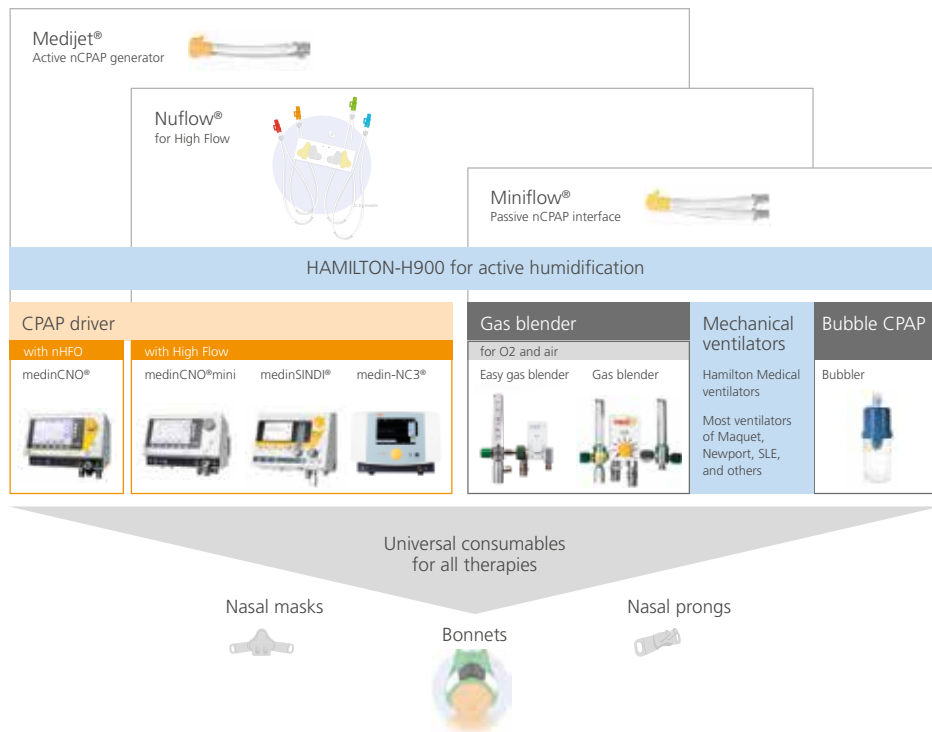 Medijet®
Active nCPAP generator
Nuflow®
for High Flow
Miniflow®
Passive nCPAP interface
HAMILTON-H900 for active humidification
CPAP driver
with nHFO
medinCNO®
with High Flow
medinCNO®mini
medinSINDI®
medin-NC3®
Gas blender
for O2 and air
Easy gas blender
Gas blender
Mechanical
ventilators
Hamilton Medical
ventilators
Most ventilators
of Maquet,
Newport, SLE,
and others
Bubble CPAP
Bubbler
Universal consumables
for all therapies
Nasal masks
Bonnets
Nasal prongs